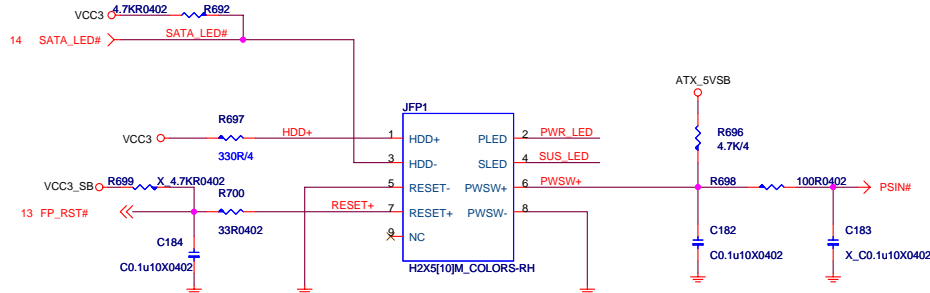 4.7KR0402 R692
VCC3
14 SATA_LED# SATA_LED#
ATX_5VSB
JFP1
R697
VCC3 HDD+ 1 HDD+ PLED 2 PWR_LED
330R/4
R696
4.7K/4
3 HDD- SLED 4 SUS_LED
VCC3_SB R699 X_4.7KR0402 5 RESET- PWSW+ 6 PWSW+ R698 100R0402 PSIN#
R700
13 FP_RST# RESET+ 7 RESET+ PWSW- 8
33R0402
C184 9 NC C182 C183
C0.1u10X0402 H2X5[10]M_COLORS-RH C0.1u10X0402 X_C0.1u10X0402